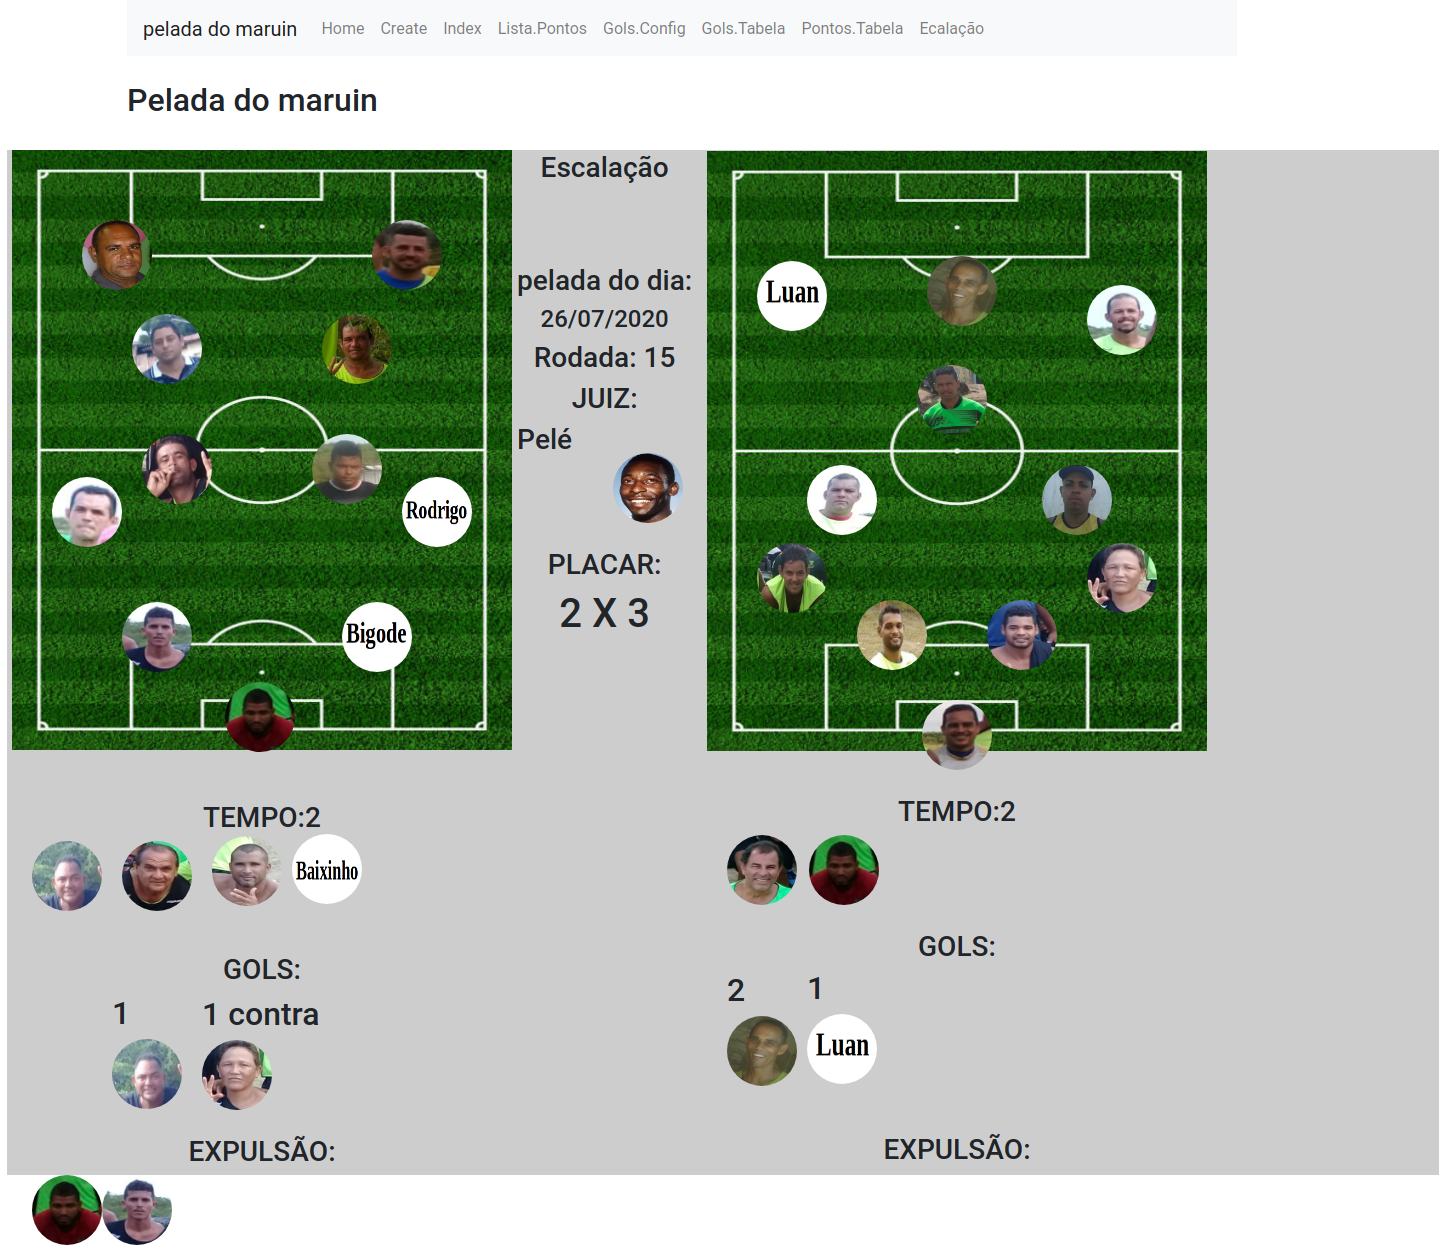 pelada do maruin Home Create Index Lista.Pontos Gols.Config Gols.Tabela Pontos.Tabela Ecalação
Pelada do maruin
Escalação
pelada do dia:
26/07/2020
Rodada: 15
JUIZ:
Pelé
PLACAR:
2 X 3
Rodrigo
Bigode
Luan
TEMPO:2
Baixinho
GOLS:
1 1 contra
EXPULSÃO:
TEMPO:2
GOLS:
2 1
Luan
EXPULSÃO: